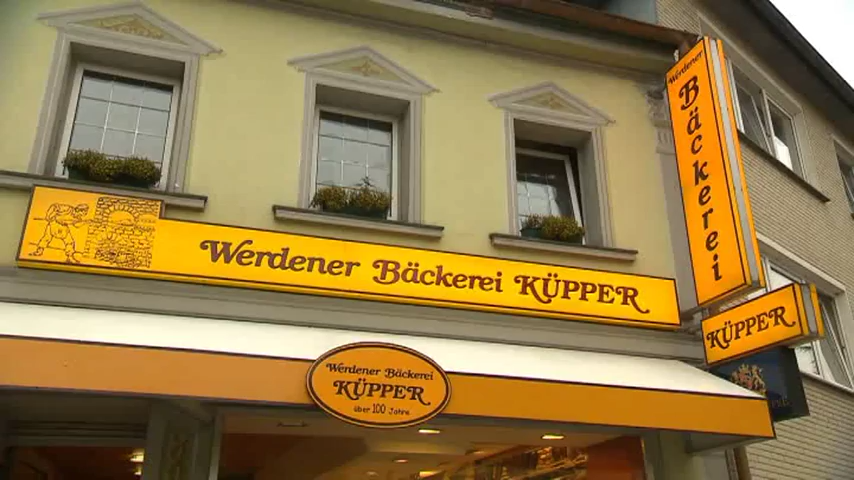 Werdener Bäckerei KÜPPER
Werdener
Bäckerei
KÜPPER
Werdener Bäckerei
KÜPPER
über 100 Jahre